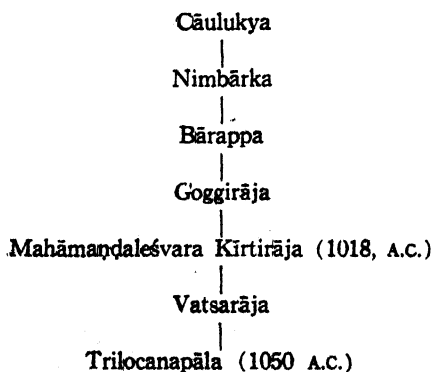 Cāulukya
Nimbārka
Bārappa
Goggirāja
Mahāmaṇḍaleśvara Kīrtirāja (1018, A.C.)
Vatsarāja
Trilocanapāla (1050 A.C.)